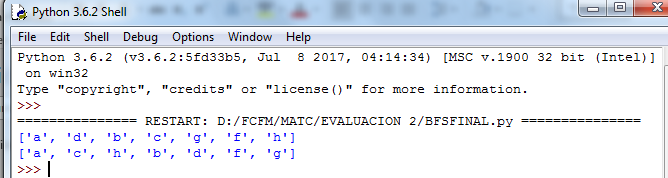 Python 3.6.2 Shell
File Edit Shell Debug Options Window Help
Python 3.6.2 (v3.6.2:5fd33b5, Jul  8 2017, 04:14:34) [MSC v.1900 32 bit (Intel)]
 on win32
Type "copyright", "credits" or "license()" for more information.
>>>
=============== RESTART: D:/FCFM/MATC/EVALUACION 2/BFSFINAL.py ===============
['a', 'd', 'b', 'c', 'g', 'f', 'h']
['a', 'c', 'h', 'b', 'd', 'f', 'g']
>>>